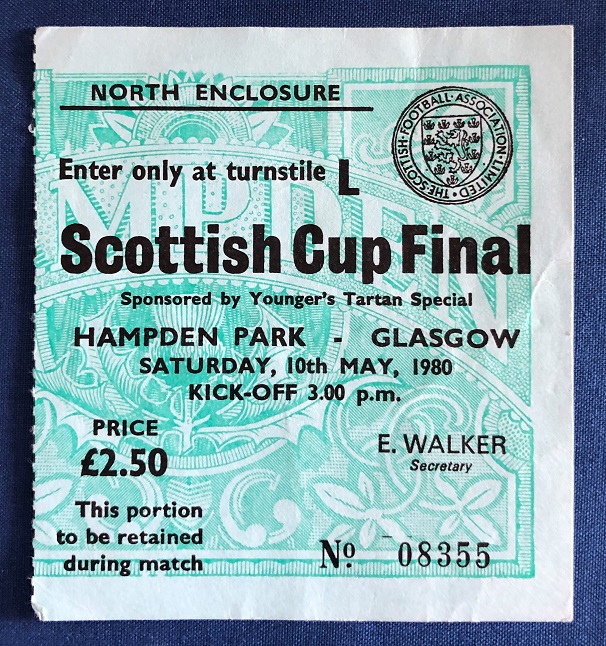 NORTH ENCLOSURE
THE SCOTTISH · FOOTBALL · ASSOCIATION · LIMITED ·
Enter only at turnstile L
Scottish Cup Final
Sponsored by Younger's Tartan Special
HAMPDEN PARK - GLASGOW
SATURDAY, 10th MAY, 1980
KICK-OFF 3.00 p.m.
PRICE
£2.50
E. WALKER
Secretary
This portion
to be retained
during match
Nº 08355